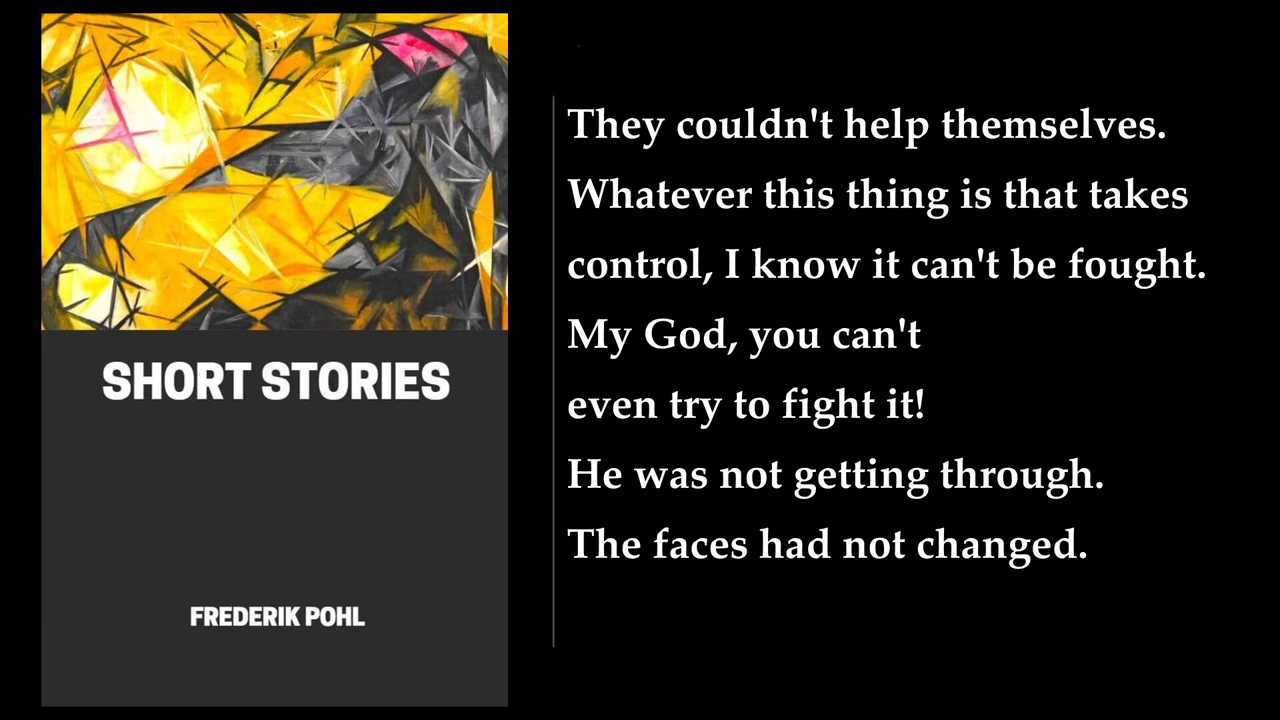 SHORT STORIES
FREDERIK POHL
They couldn't help themselves.
Whatever this thing is that takes
control, I know it can't be fought.
My God, you can't
even try to fight it!
He was not getting through.
The faces had not changed.